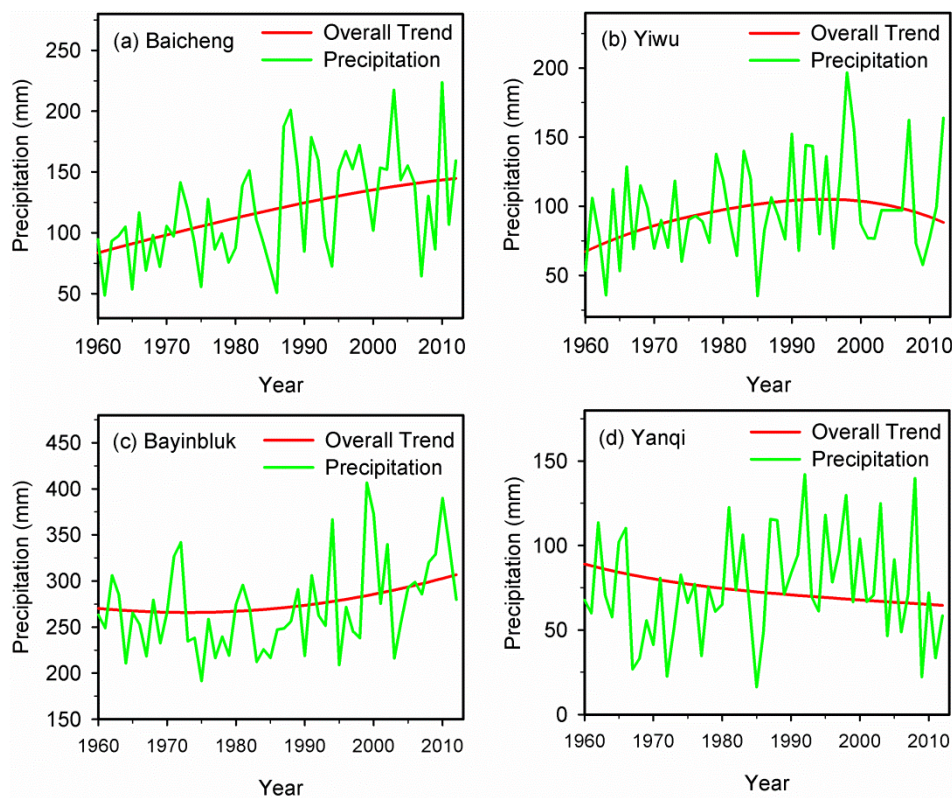 (a) Baicheng
Overall Trend
Precipitation
Precipitation (mm)
250
200
150
100
50
1960 1970 1980 1990 2000 2010
Year
(b) Yiwu
Overall Trend
Precipitation
Precipitation (mm)
200
150
100
50
1960 1970 1980 1990 2000 2010
Year
(c) Bayinbluk
Overall Trend
Precipitation
Precipitation (mm)
450
400
350
300
250
200
150
1960 1970 1980 1990 2000 2010
Year
(d) Yanqi
Overall Trend
Precipitation
Precipitation (mm)
150
100
50
0
1960 1970 1980 1990 2000 2010
Year